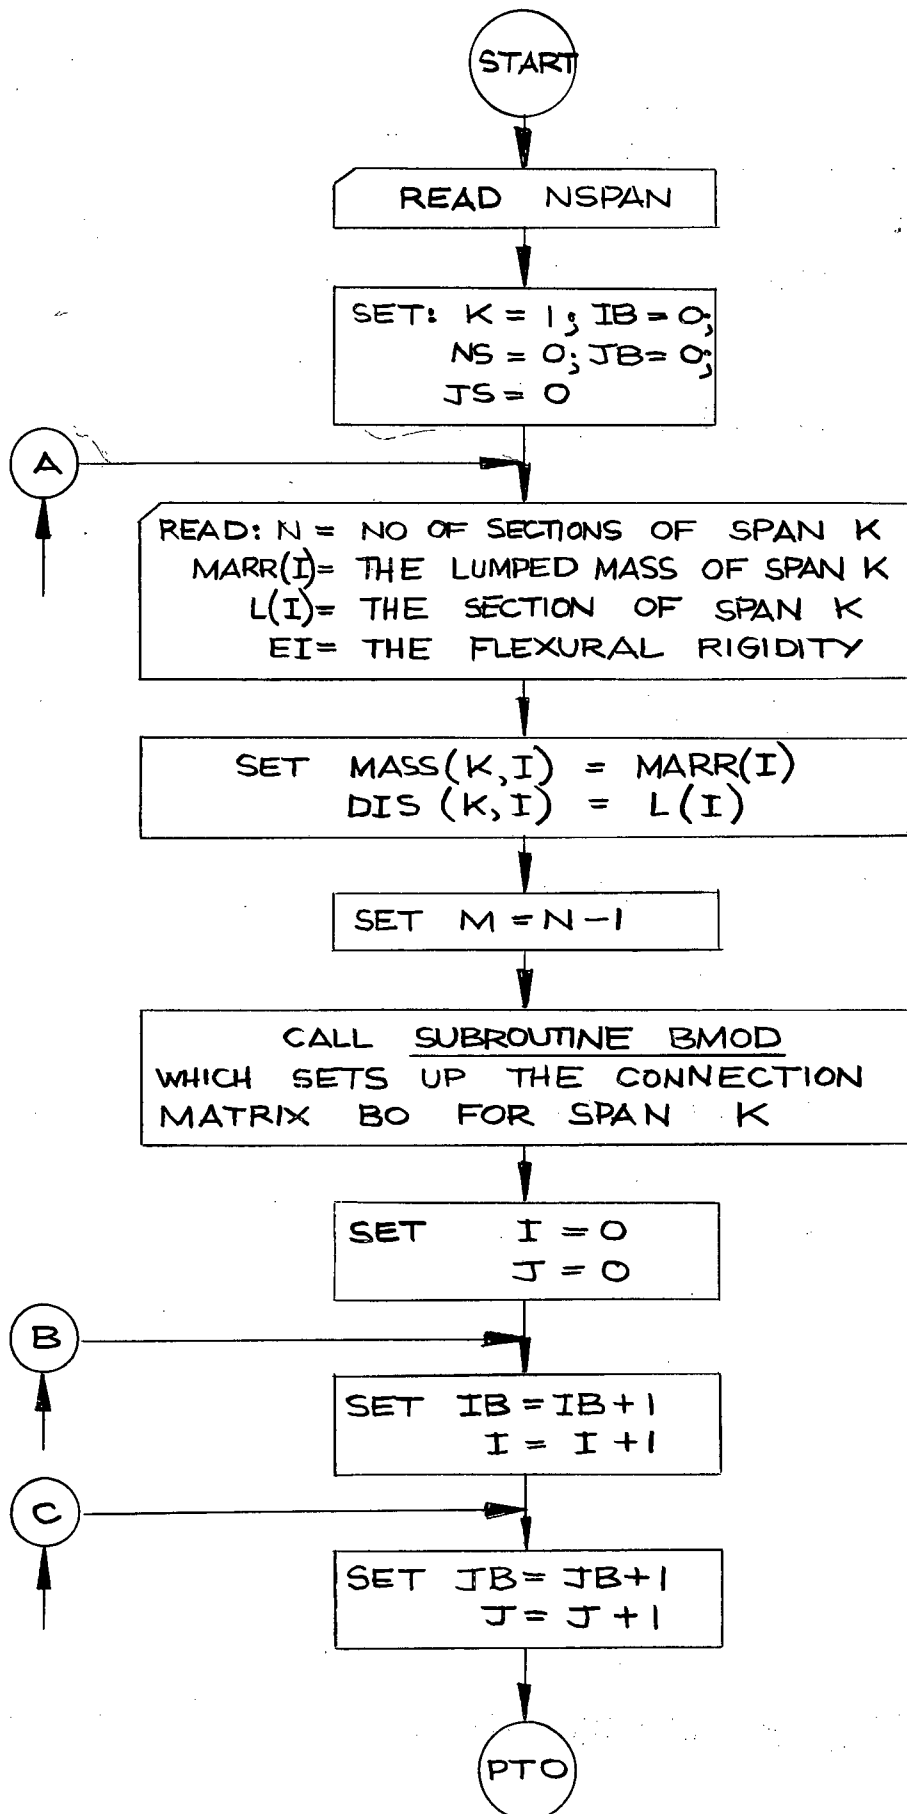 START
READ NSPAN
SET: K = 1; IB = 0;
NS = 0; JB = 0;
JS = 0
A
READ: N = NO OF SECTIONS OF SPAN K
MARR(I) = THE LUMPED MASS OF SPAN K
L(I) = THE SECTION OF SPAN K
EI = THE FLEXURAL RIGIDITY
SET MASS(K,I) = MARR(I)
DIS (K,I) = L(I)
SET M = N - 1
CALL SUBROUTINE BMOD
WHICH SETS UP THE CONNECTION
MATRIX BO FOR SPAN K
SET I = 0
J = 0
B
SET IB = IB + 1
I = I + 1
C
SET JB = JB + 1
J = J + 1
PTO